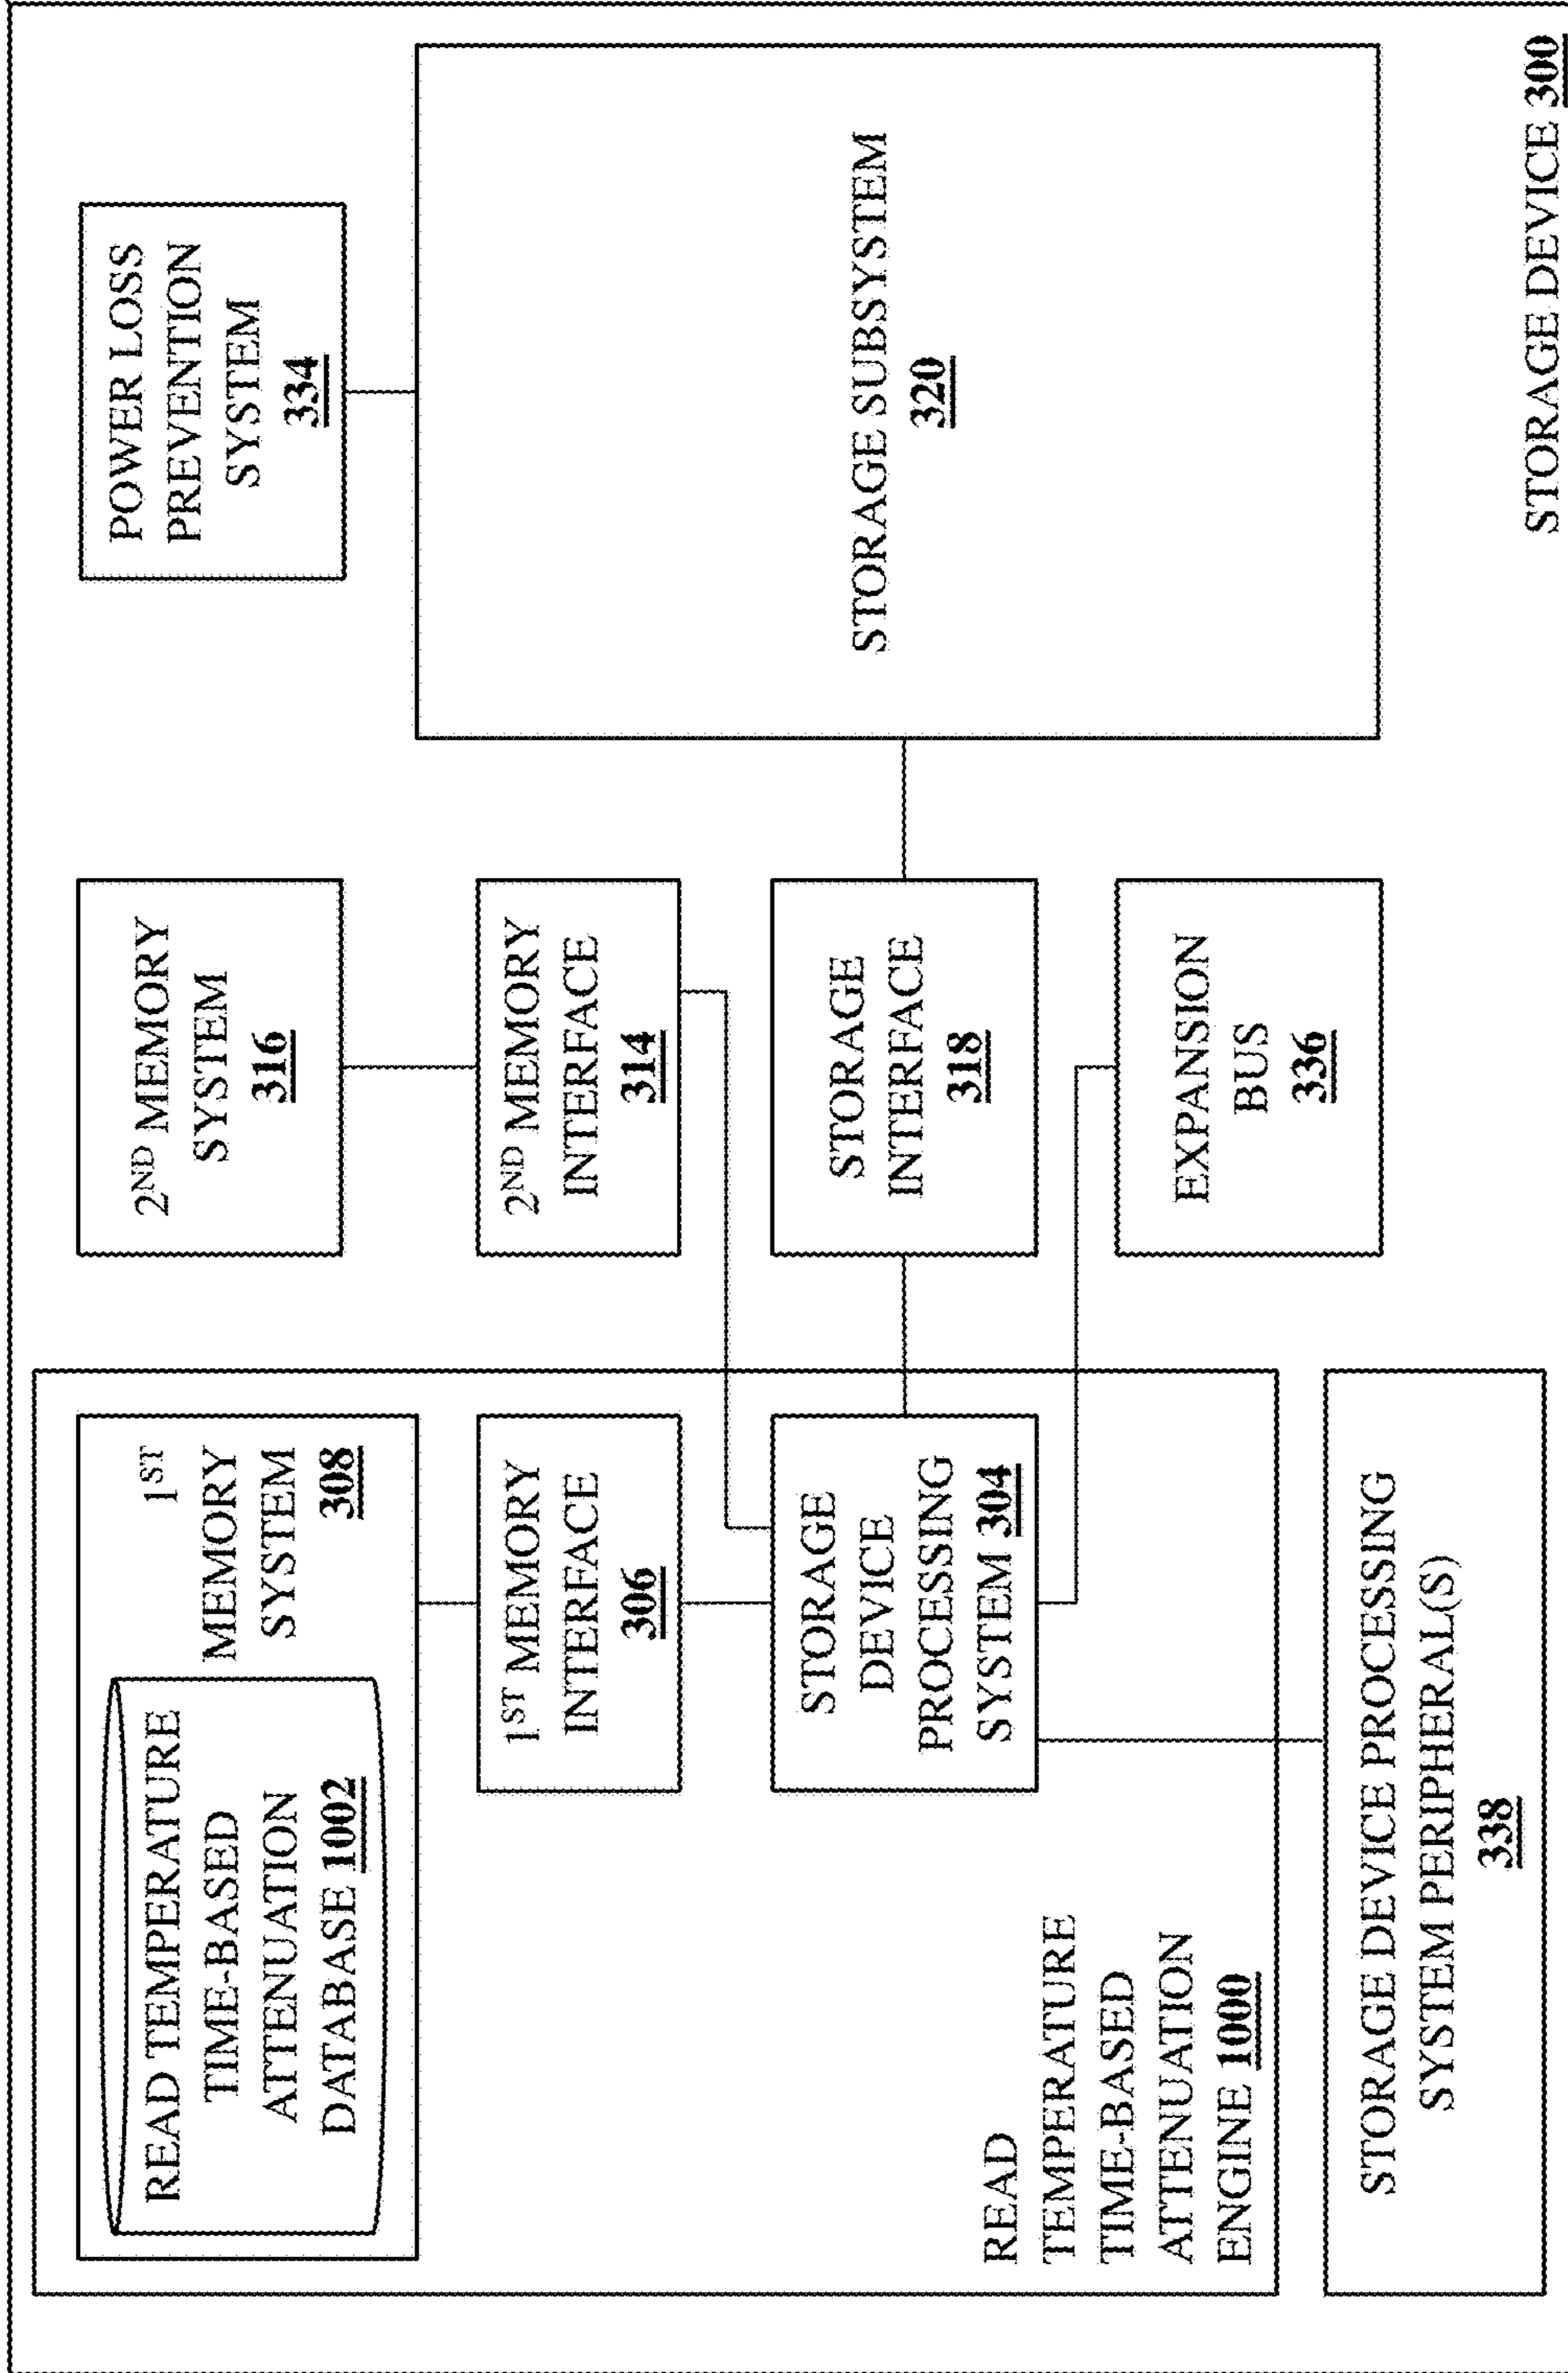 READ TEMPERATURE
TIME-BASED
ATTENUATION
DATABASE 1002
1ST
MEMORY
SYSTEM
308
1ST MEMORY
INTERFACE
306
STORAGE
DEVICE
PROCESSING
SYSTEM 304
READ
TEMPERATURE
TIME-BASED
ATTENUATION
ENGINE 1000
STORAGE DEVICE PROCESSING
SYSTEM PERIPHERAL(S)
338
2ND MEMORY
SYSTEM
316
2ND MEMORY
INTERFACE
314
STORAGE
INTERFACE
318
EXPANSION
BUS
336
POWER LOSS
PREVENTION
SYSTEM
334
STORAGE SUBSYSTEM
320
STORAGE DEVICE 300